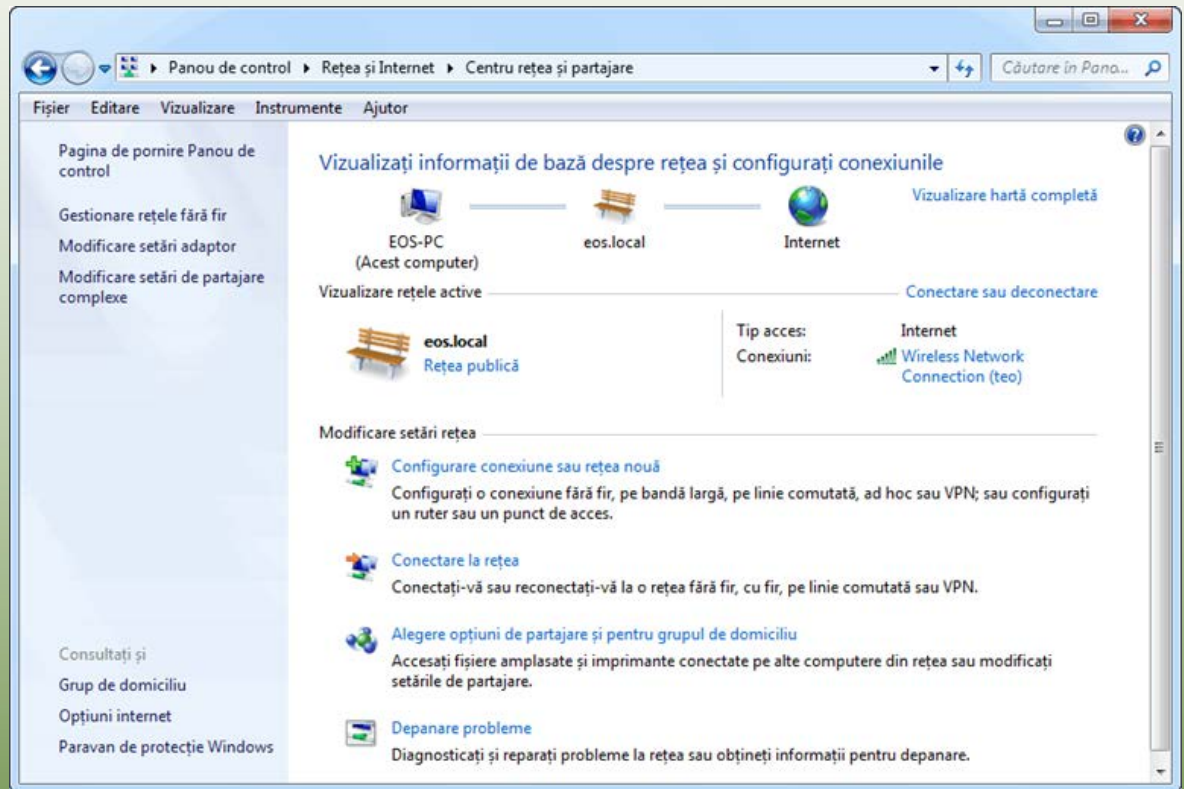 Panou de control ▸ Rețea și Internet ▸ Centru rețea și partajare
Căutare în Pano...
Fișier Editare Vizualizare Instrumente Ajutor
Pagina de pornire Panou de
control
Gestionare rețele fără fir
Modificare setări adaptor
Modificare setări de partajare
complexe
Consultați și
Grup de domiciliu
Opțiuni internet
Paravan de protecție Windows
Vizualizați informații de bază despre rețea și configurați conexiunile
Vizualizare hartă completă
EOS-PC
(Acest computer)
eos.local
Internet
Vizualizare rețele active
Conectare sau deconectare
eos.local
Rețea publică
Tip acces: Internet
Conexiuni: Wireless Network
Connection (teo)
Modificare setări rețea
Configurare conexiune sau rețea nouă
Configurați o conexiune fără fir, pe bandă largă, pe linie comutată, ad hoc sau VPN; sau configurați
un ruter sau un punct de acces.
Conectare la rețea
Conectați-vă sau reconectați-vă la o rețea fără fir, cu fir, pe linie comutată sau VPN.
Alegere opțiuni de partajare și pentru grupul de domiciliu
Accesați fișiere amplasate și imprimante conectate pe alte computere din rețea sau modificați
setările de partajare.
Depanare probleme
Diagnosticați și reparați probleme la rețea sau obțineți informații pentru depanare.